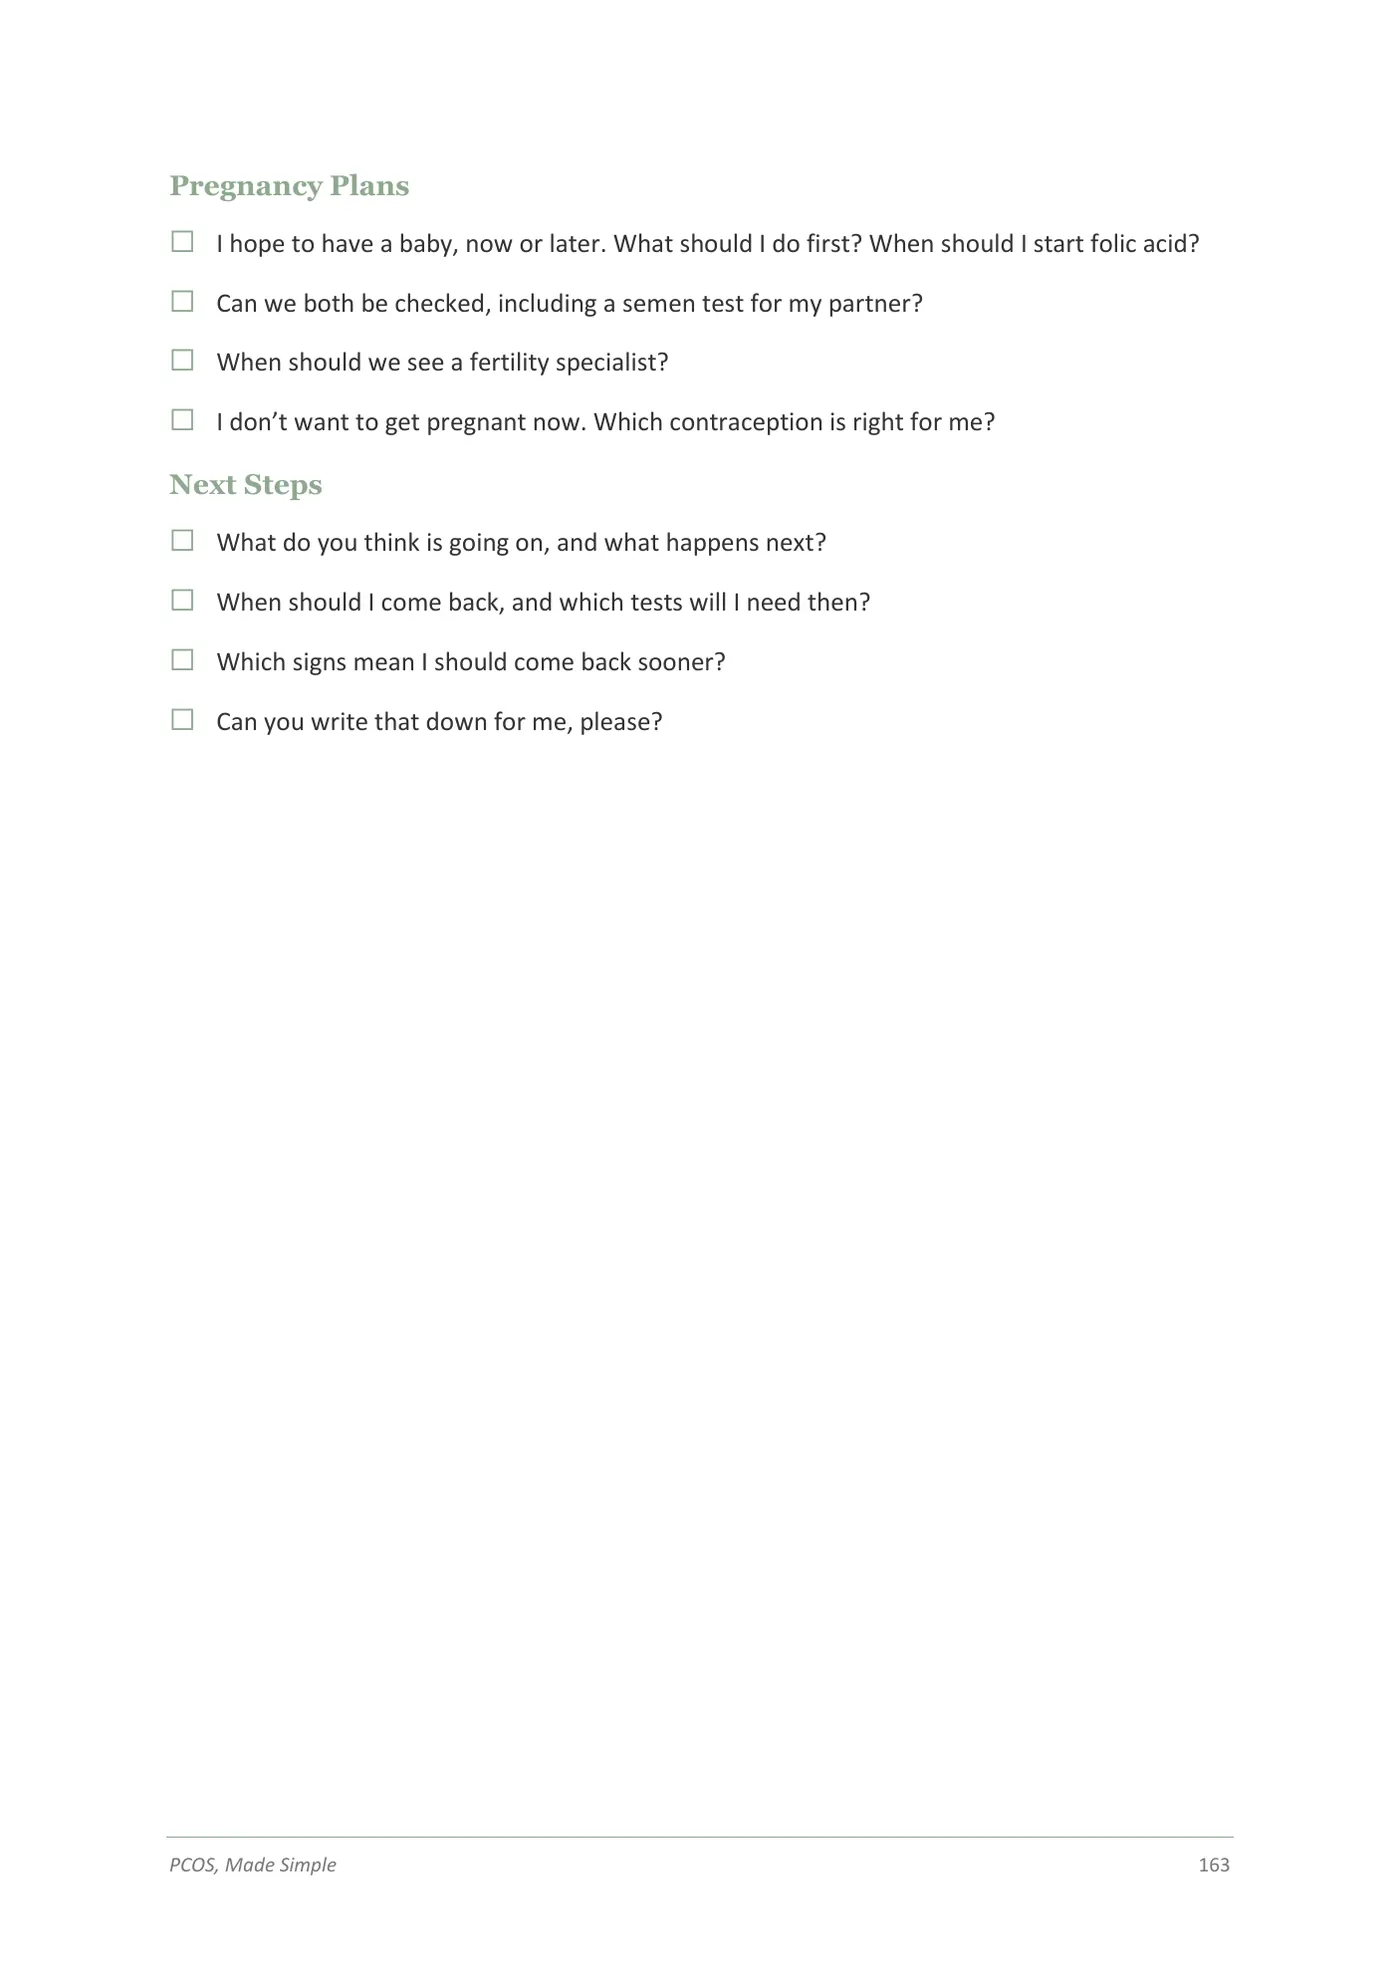 Pregnancy Plans
☐ I hope to have a baby, now or later. What should I do first? When should I start folic acid?
☐ Can we both be checked, including a semen test for my partner?
☐ When should we see a fertility specialist?
☐ I don’t want to get pregnant now. Which contraception is right for me?
Next Steps
☐ What do you think is going on, and what happens next?
☐ When should I come back, and which tests will I need then?
☐ Which signs mean I should come back sooner?
☐ Can you write that down for me, please?
PCOS, Made Simple 163